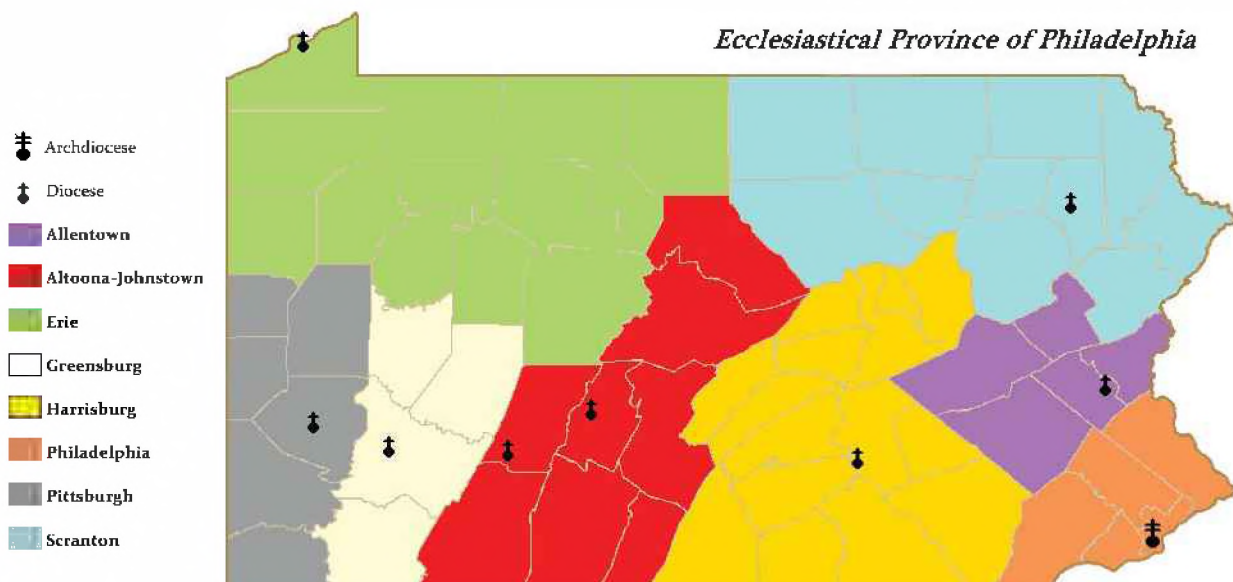 Ecclesiastical Province of Philadelphia
Archdiocese
Diocese
Allentown
Altoona-Johnstown
Erie
Greensburg
Harrisburg
Philadelphia
Pittsburgh
Scranton